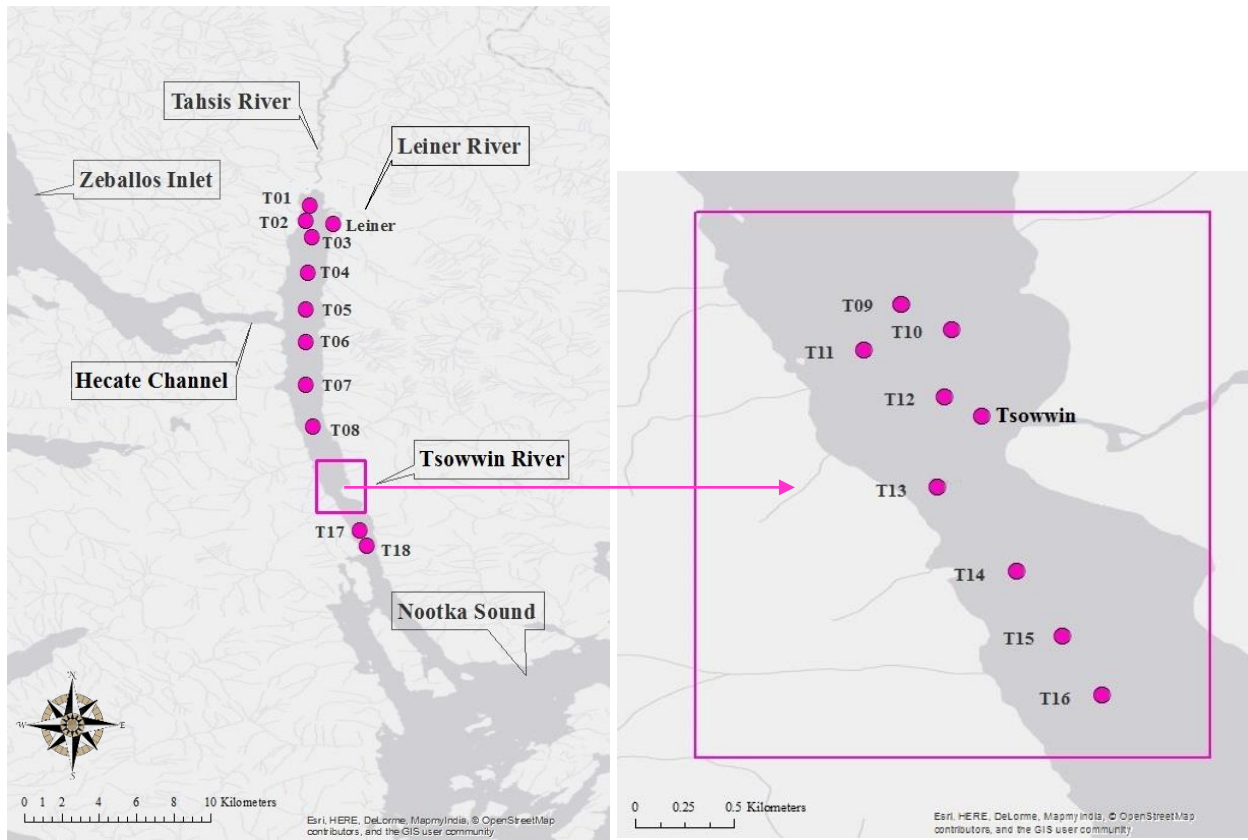 Tahsis River
Leiner River
Zeballos Inlet
T01
T02
Leiner
T03
T04
T05
T06
Hecate Channel
T07
T08
Tsowwin River
T17
T18
Nootka Sound
N
W
E
S
0 1 2 4 6 8 10 Kilometers
Esri, HERE, DeLorme, MapmyIndia, © OpenStreetMap
contributors, and the GIS user community
T09
T10
T11
T12
Tsowwin
T13
T14
T15
T16
0 0.25 0.5 Kilometers
Esri, HERE, DeLorme, MapmyIndia, © OpenStreetMap
contributors, and the GIS user community